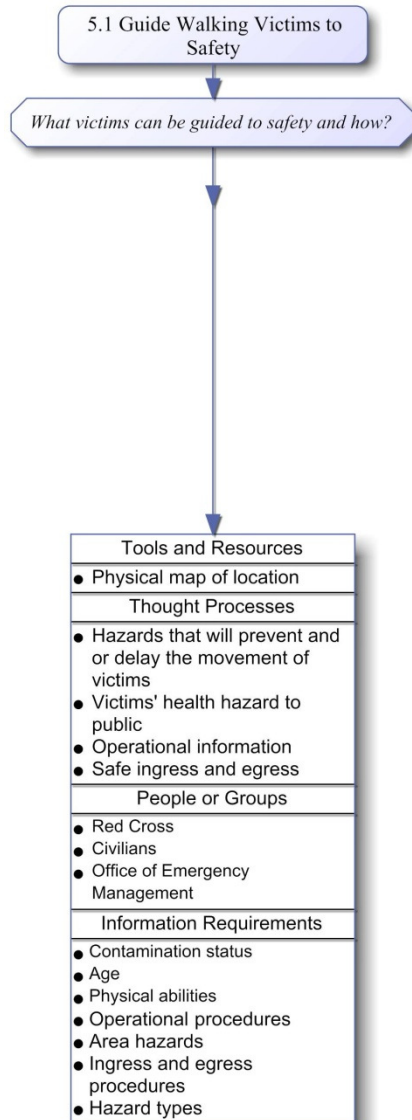 5.1 Guide Walking Victims to
Safety
What victims can be guided to safety and how?
Tools and Resources
● Physical map of location
Thought Processes
● Hazards that will prevent and
or delay the movement of
victims
● Victims' health hazard to
public
● Operational information
● Safe ingress and egress
People or Groups
● Red Cross
● Civilians
● Office of Emergency
Management
Information Requirements
● Contamination status
● Age
● Physical abilities
● Operational procedures
● Area hazards
● Ingress and egress
procedures
● Hazard types